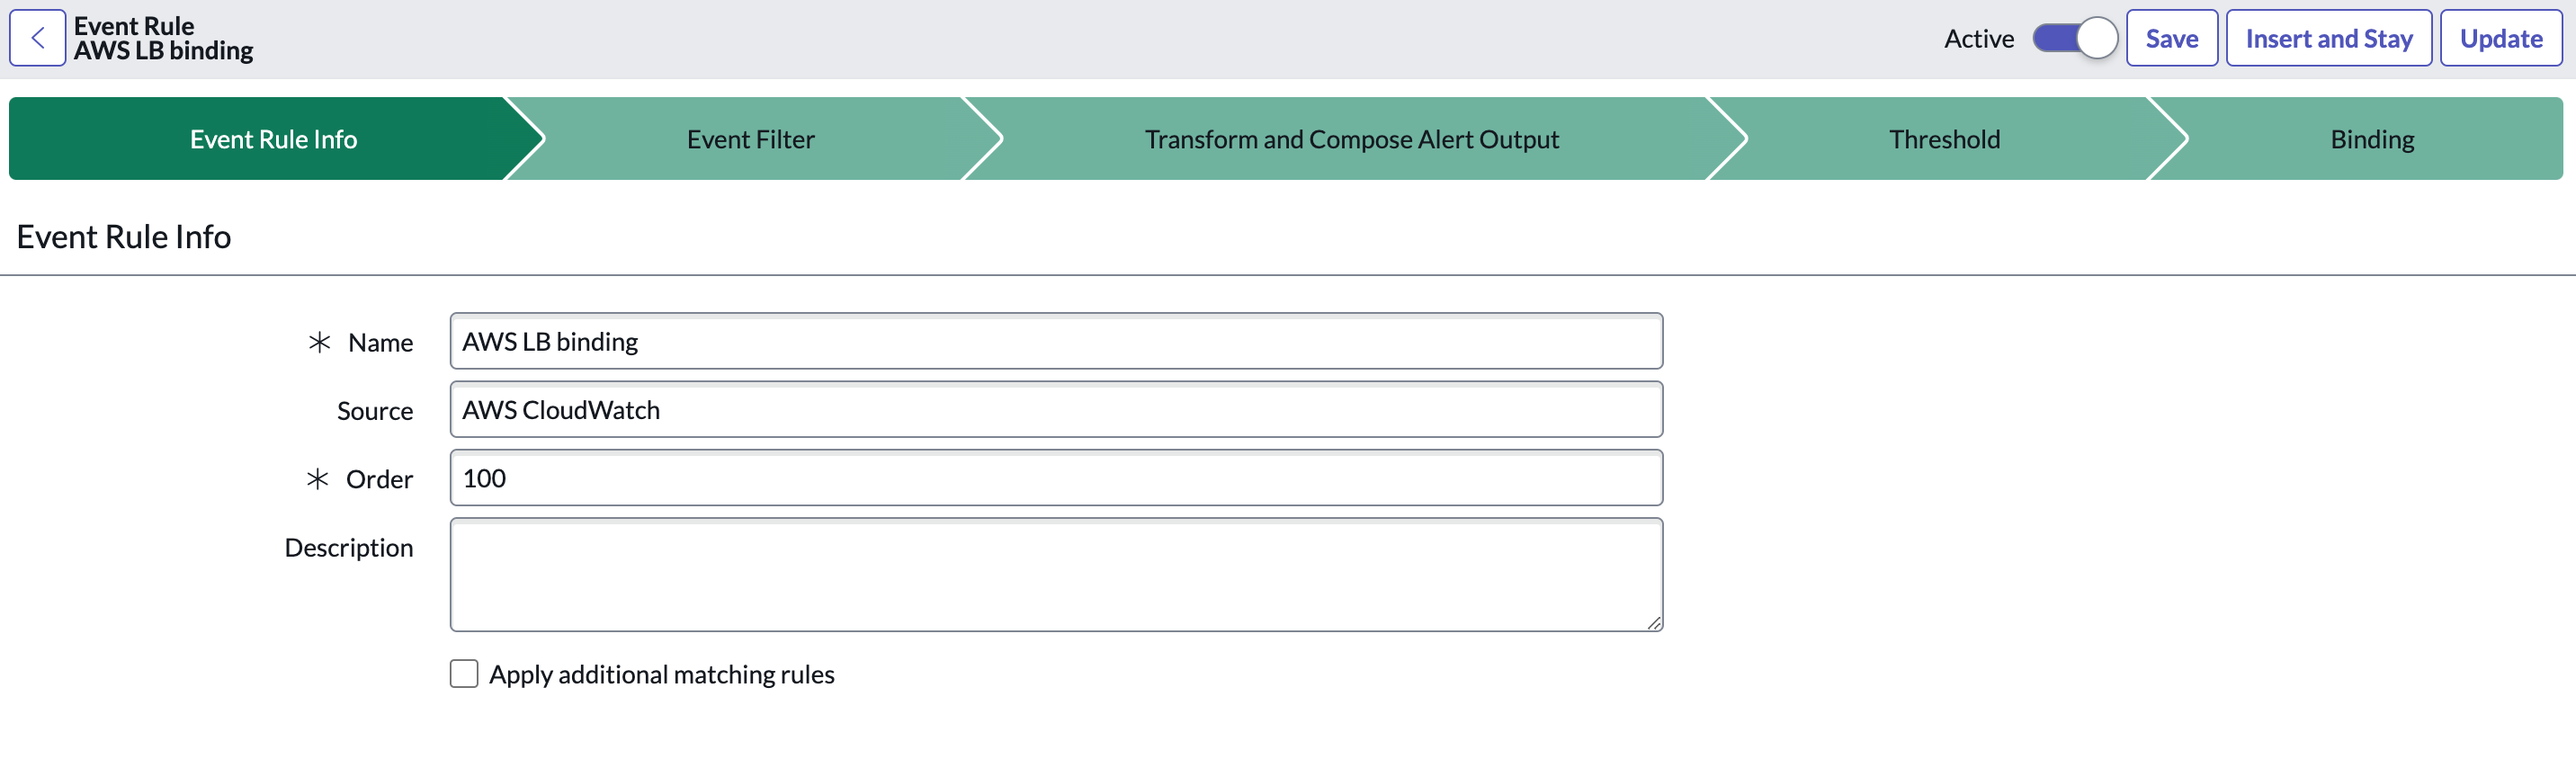 Event Rule
AWS LB binding
Active
Save
Insert and Stay
Update
Event Rule Info
Event Filter
Transform and Compose Alert Output
Threshold
Binding
Event Rule Info
* Name
AWS LB binding
Source
AWS CloudWatch
* Order
100
Description
Apply additional matching rules